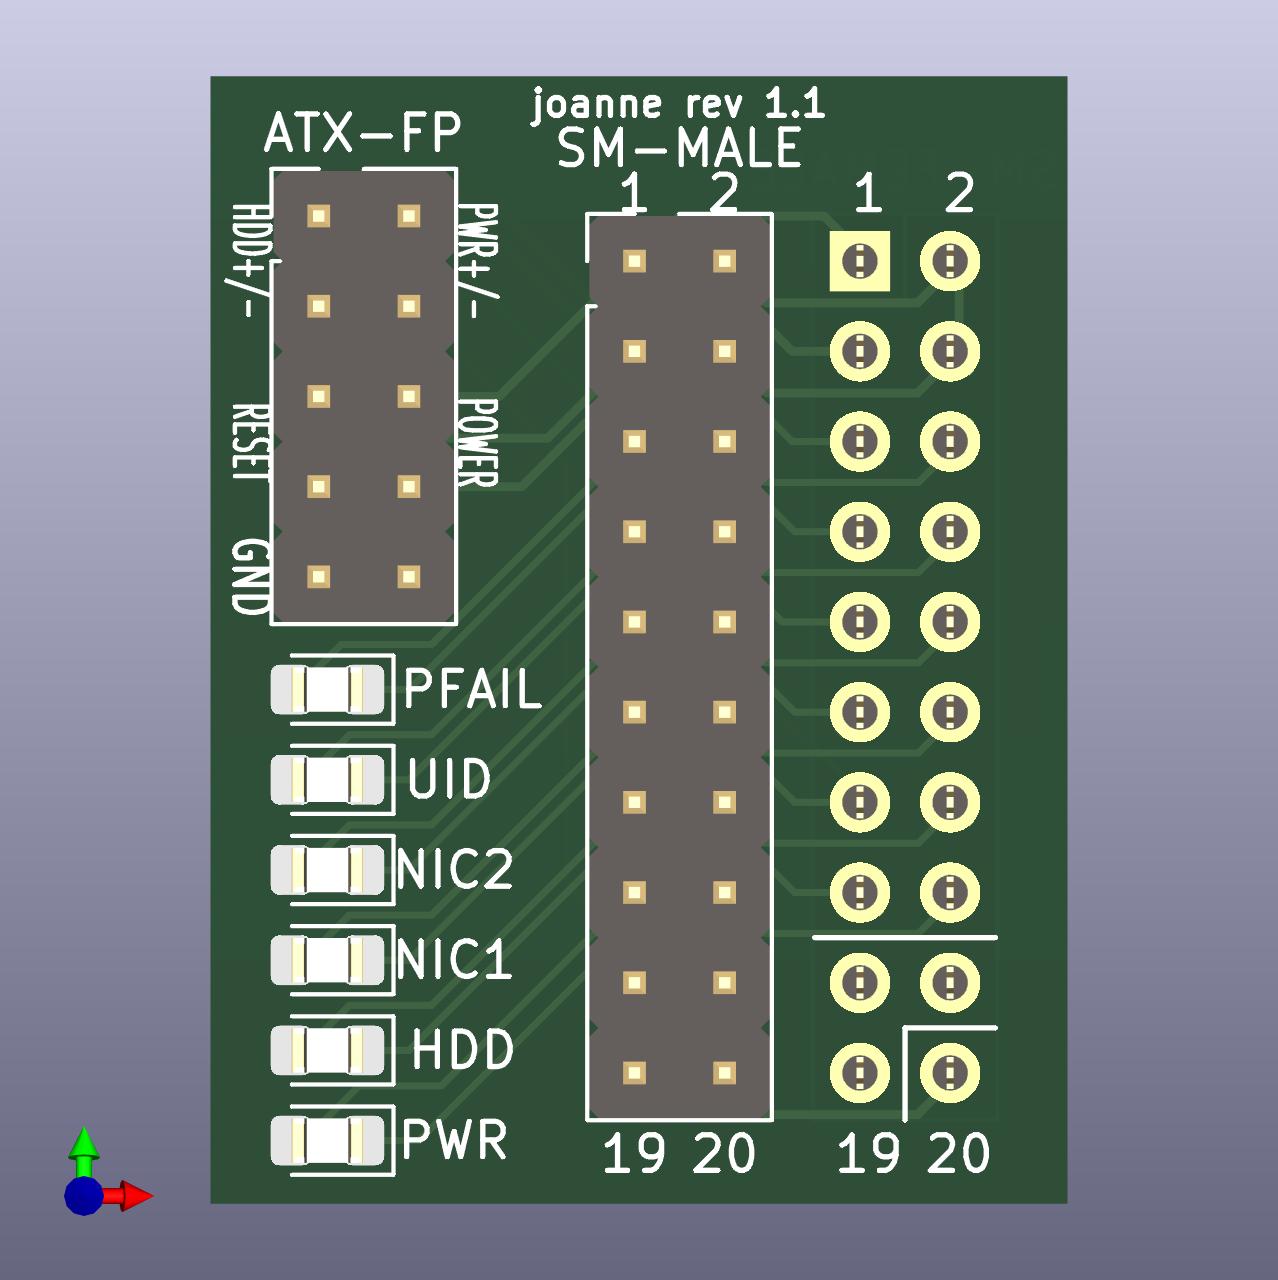 joanne rev 1.1
ATX-FP
SM-MALE
1 2
1 2
HDD+/-
PWR+/-
RESET
POWER
GND
PFAIL
UID
NIC2
NIC1
HDD
PWR
19 20
19 20